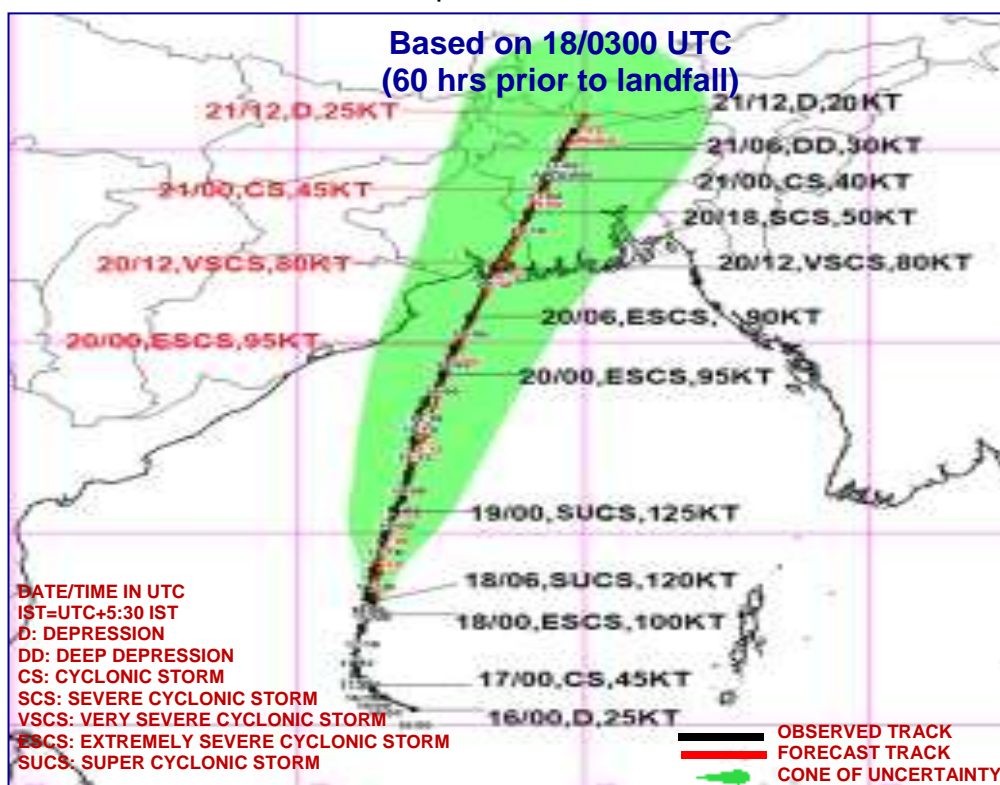 Based on 18/0300 UTC
(60 hrs prior to landfall)
21/12,D,25KT
21/00,CS,45KT
20/12,VSCS,80KT
20/00,ESCS,95KT
21/12,D,20KT
21/06,DD,30KT
21/00,CS,40KT
20/18,SCS,50KT
20/12,VSCS,80KT
20/06,ESCS, 90KT
20/00,ESCS,95KT
19/00,SUCS,125KT
18/06,SUCS,120KT
18/00,ESCS,100KT
17/00,CS,45KT
16/00,D,25KT
DATE/TIME IN UTC
IST=UTC+5:30 IST
D: DEPRESSION
DD: DEEP DEPRESSION
CS: CYCLONIC STORM
SCS: SEVERE CYCLONIC STORM
VSCS: VERY SEVERE CYCLONIC STORM
ESCS: EXTREMELY SEVERE CYCLONIC STORM
SUCS: SUPER CYCLONIC STORM
OBSERVED TRACK
FORECAST TRACK
CONE OF UNCERTAINTY